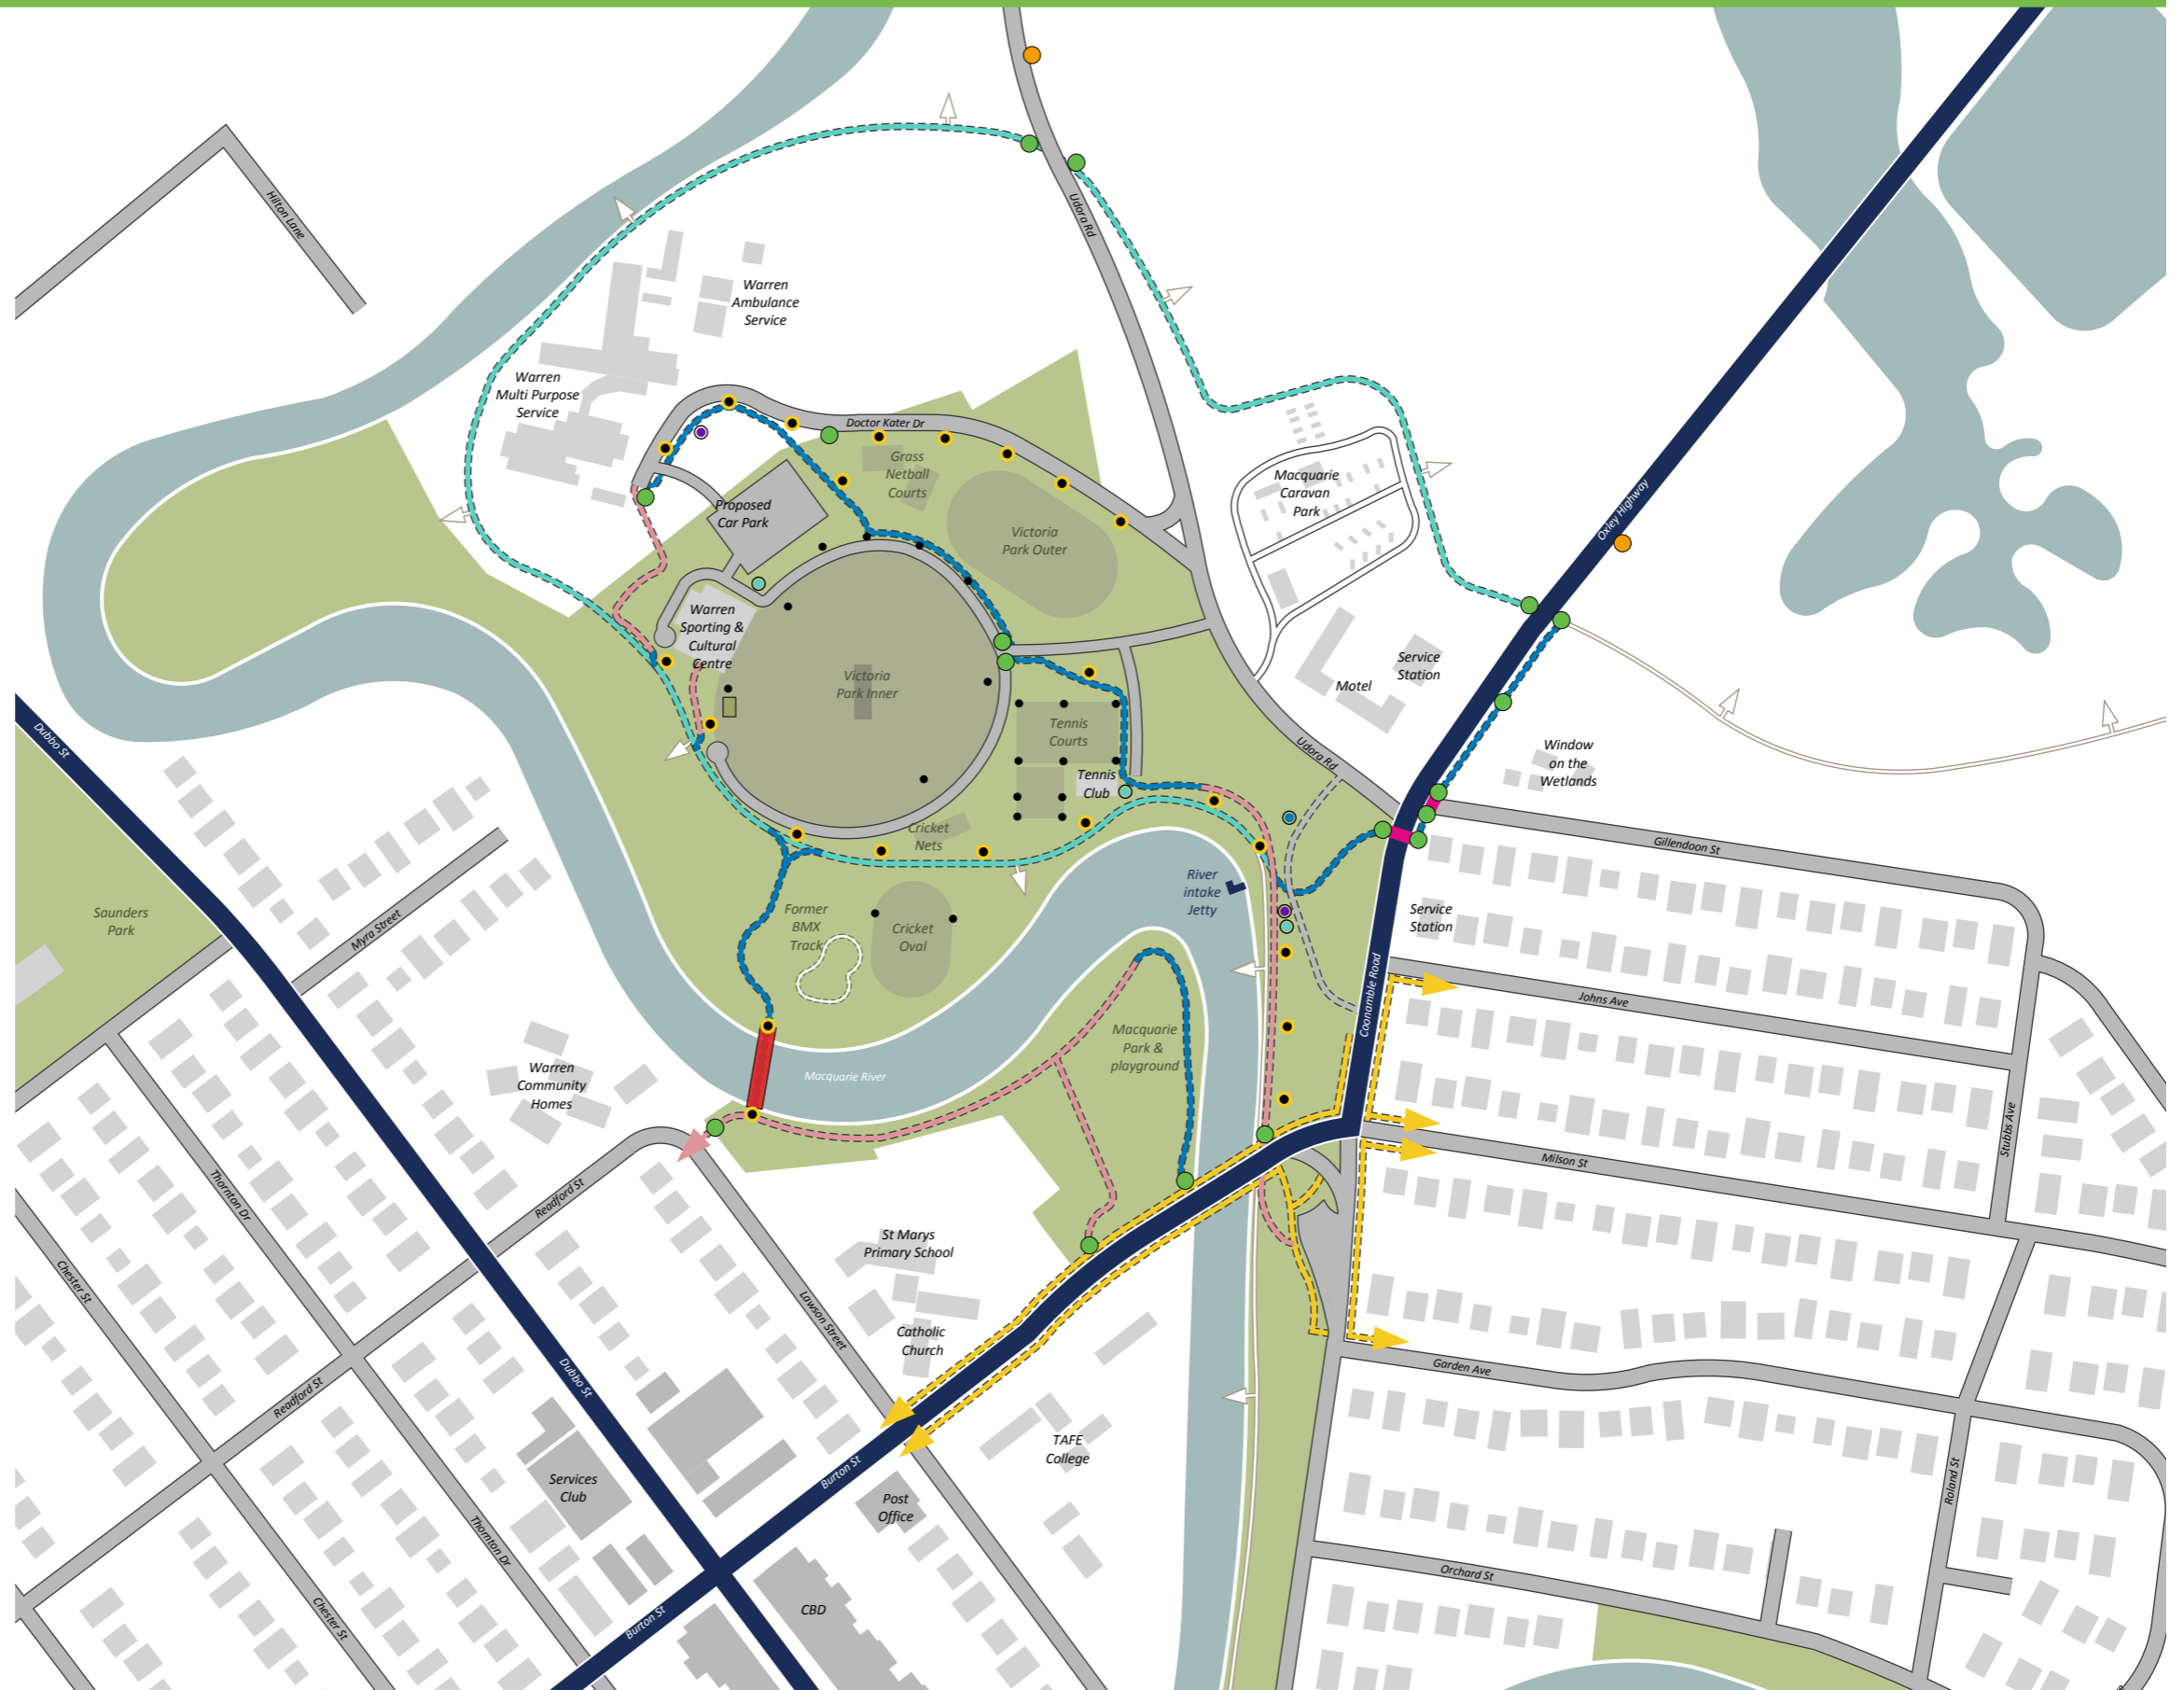 Hilton Lane
Udora Rd
Warren
Ambulance
Service
Warren
Multi Purpose
Service
Doctor Kater Dr
Grass
Netball
Courts
Proposed
Car Park
Victoria
Park Outer
Macquarie
Caravan
Park
Oxley Highway
Warren
Sporting &
Cultural
Centre
Victoria
Park Inner
Service
Station
Motel
Dubbo St
Tennis
Courts
Udora Rd
Window
on the
Wetlands
Tennis
Club
Cricket
Nets
Gillendoon St
River
intake
Jetty
Saunders
Park
Myra Street
Former
BMX
Track
Cricket
Oval
Service
Station
Coonamble Road
Johns Ave
Macquarie
Park &
playground
Warren
Community
Homes
Macquarie River
Stubbs Ave
Milson St
Thornton Dr
Readford St
St Marys
Primary School
Chester St
Lawson Street
Catholic
Church
Dubbo St
Garden Ave
Readford St
TAFE
College
Burton St
Services
Club
Post
Office
Roland St
Thornton Dr
Orchard St
CBD
Chester St
Burton St